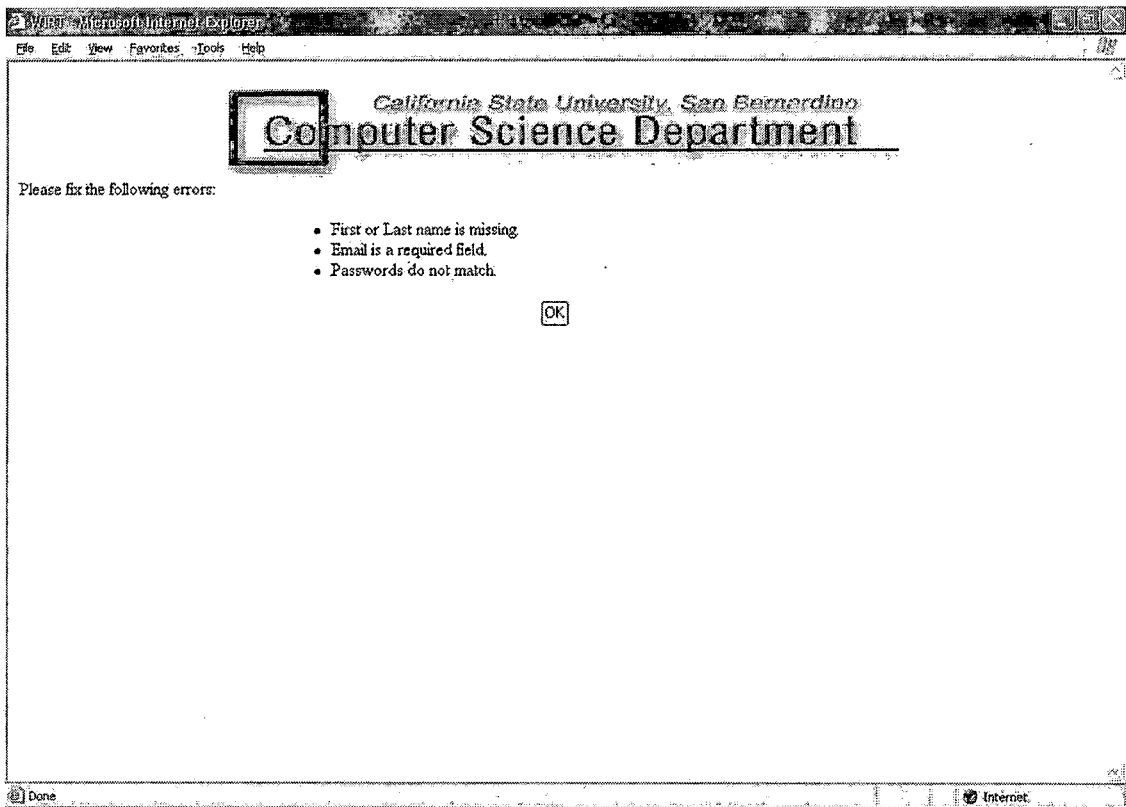 WIRT - Microsoft Internet Explorer
File Edit View Favorites Tools Help
California State University, San Bernardino
Computer Science Department
Please fix the following errors:
• First or Last name is missing.
• Email is a required field.
• Passwords do not match.
OK
Done Internet